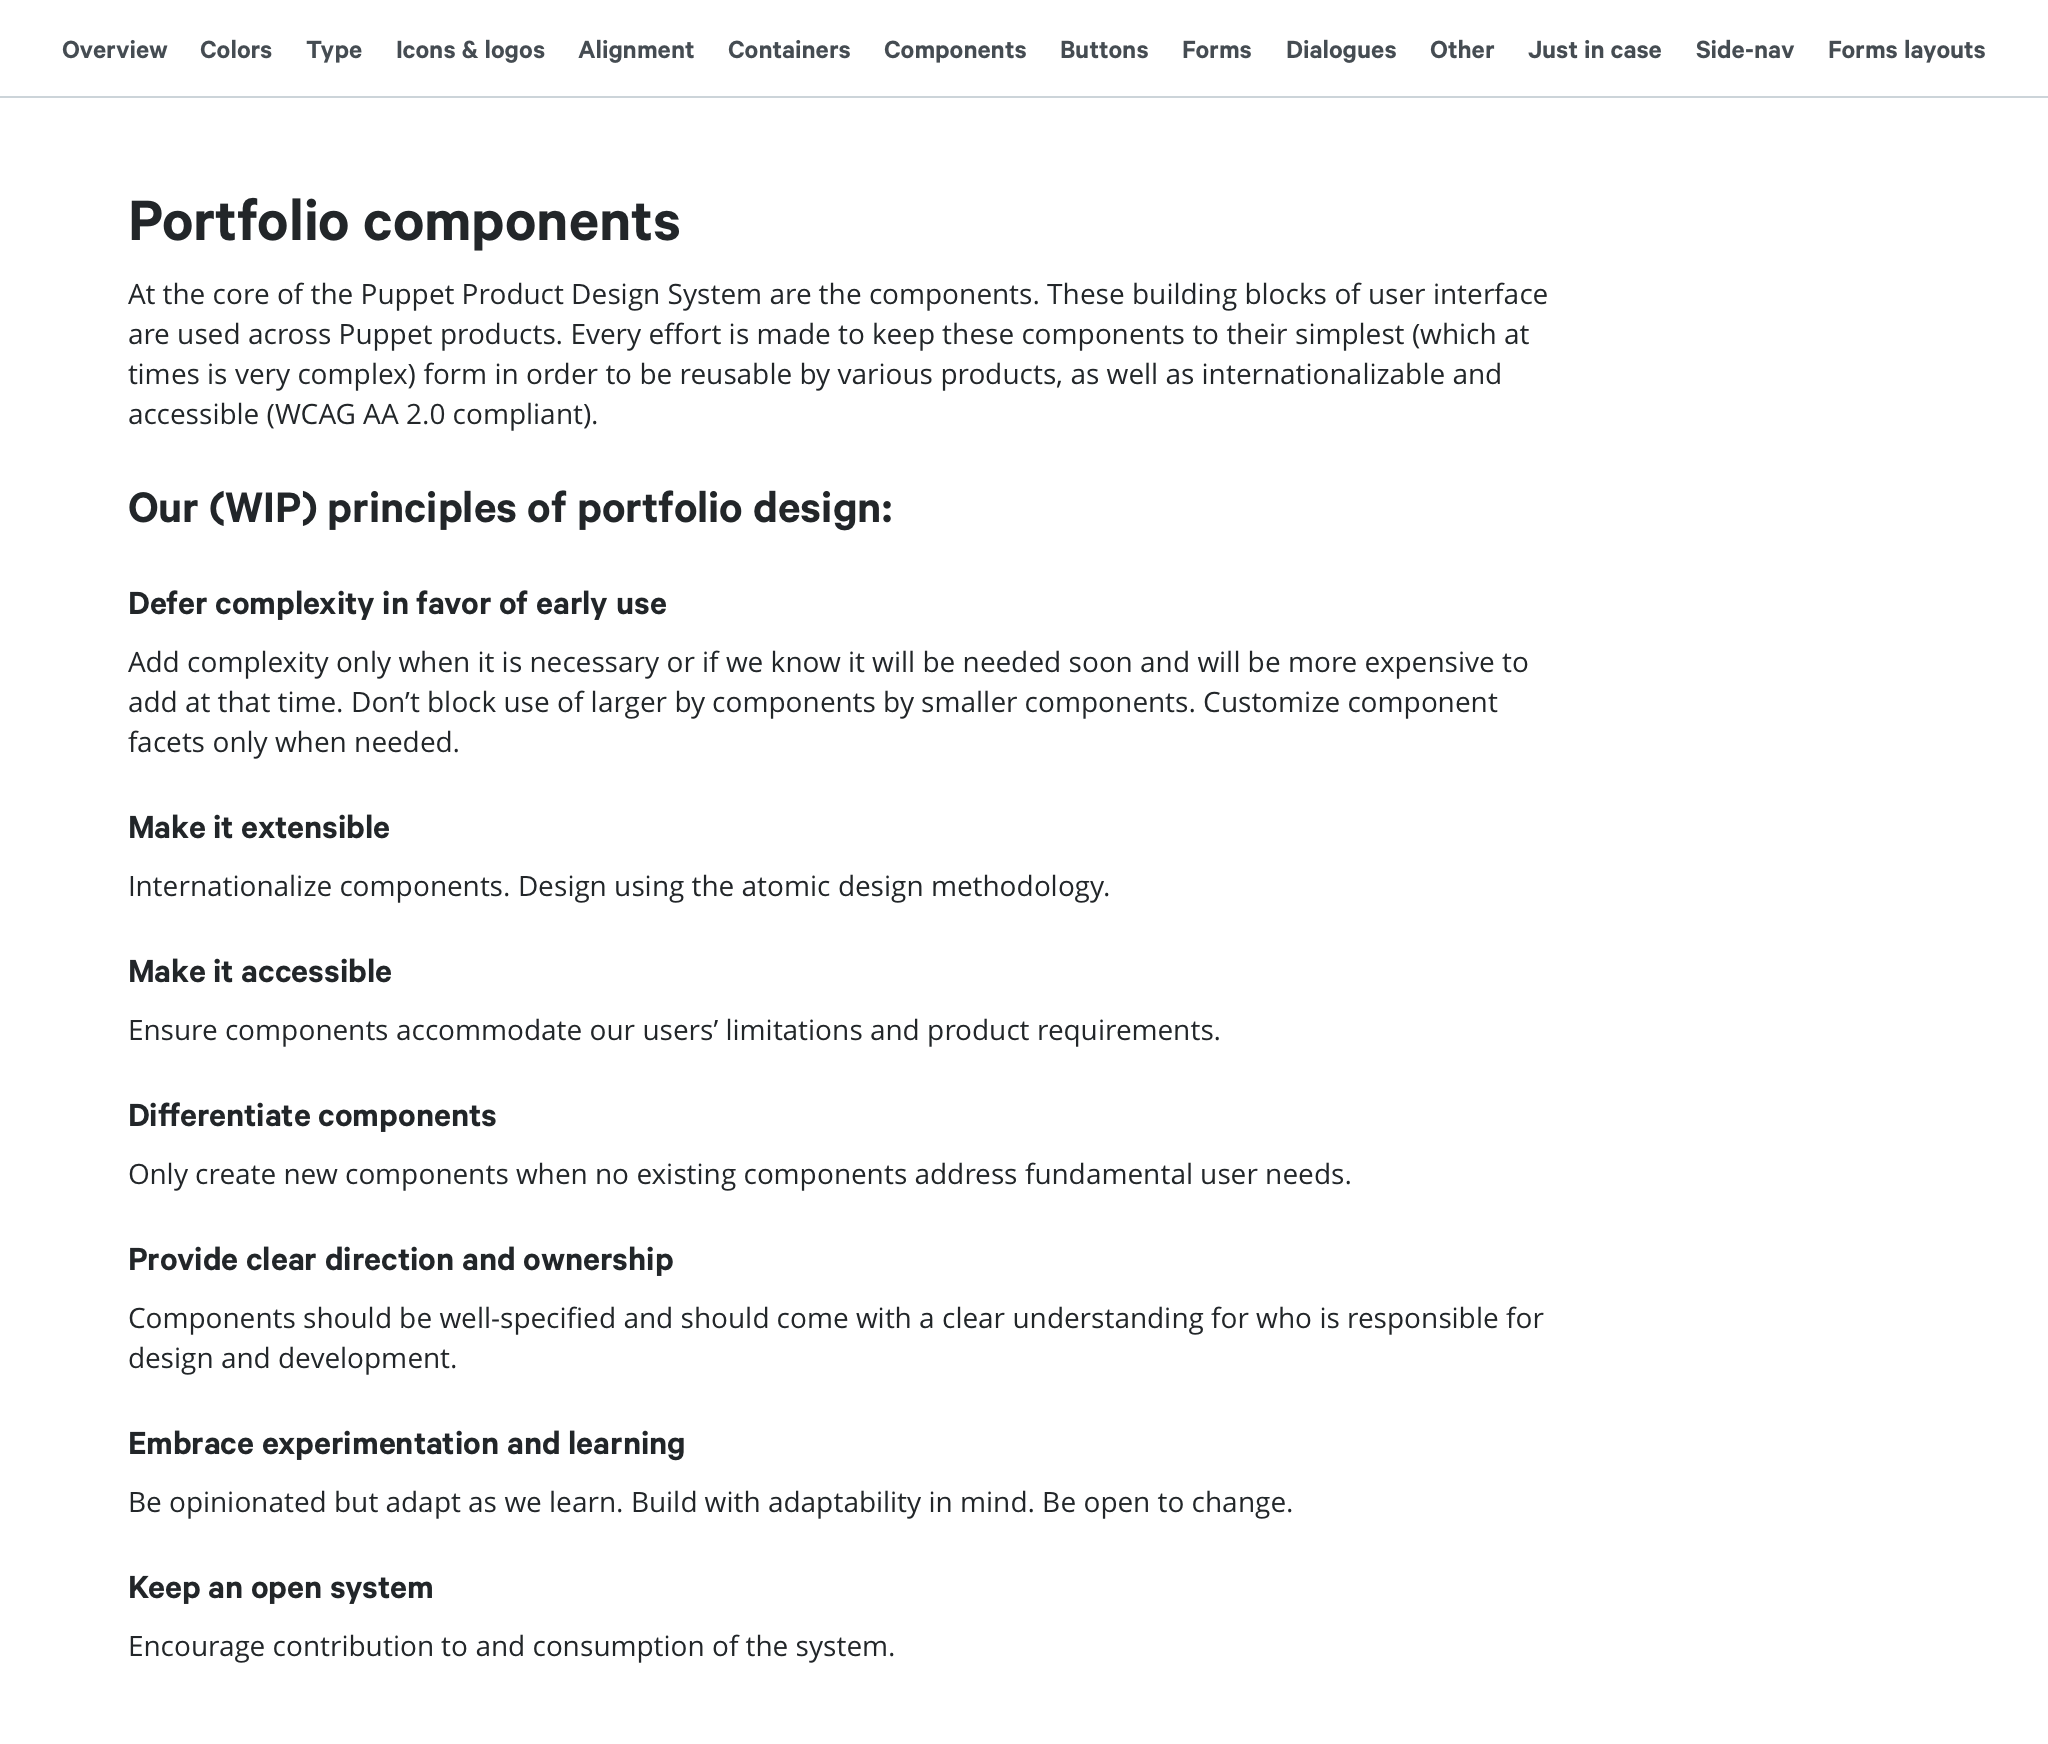 Overview Colors Type Icons & logos Alignment Containers Components Buttons Forms Dialogues Other Just in case Side-nav Forms layouts
Portfolio components
At the core of the Puppet Product Design System are the components. These building blocks of user interface
are used across Puppet products. Every effort is made to keep these components to their simplest (which at
times is very complex) form in order to be reusable by various products, as well as internationalizable and
accessible (WCAG AA 2.0 compliant).
Our (WIP) principles of portfolio design:
Defer complexity in favor of early use
Add complexity only when it is necessary or if we know it will be needed soon and will be more expensive to
add at that time. Don’t block use of larger by components by smaller components. Customize component
facets only when needed.
Make it extensible
Internationalize components. Design using the atomic design methodology.
Make it accessible
Ensure components accommodate our users’ limitations and product requirements.
Differentiate components
Only create new components when no existing components address fundamental user needs.
Provide clear direction and ownership
Components should be well-specified and should come with a clear understanding for who is responsible for
design and development.
Embrace experimentation and learning
Be opinionated but adapt as we learn. Build with adaptability in mind. Be open to change.
Keep an open system
Encourage contribution to and consumption of the system.